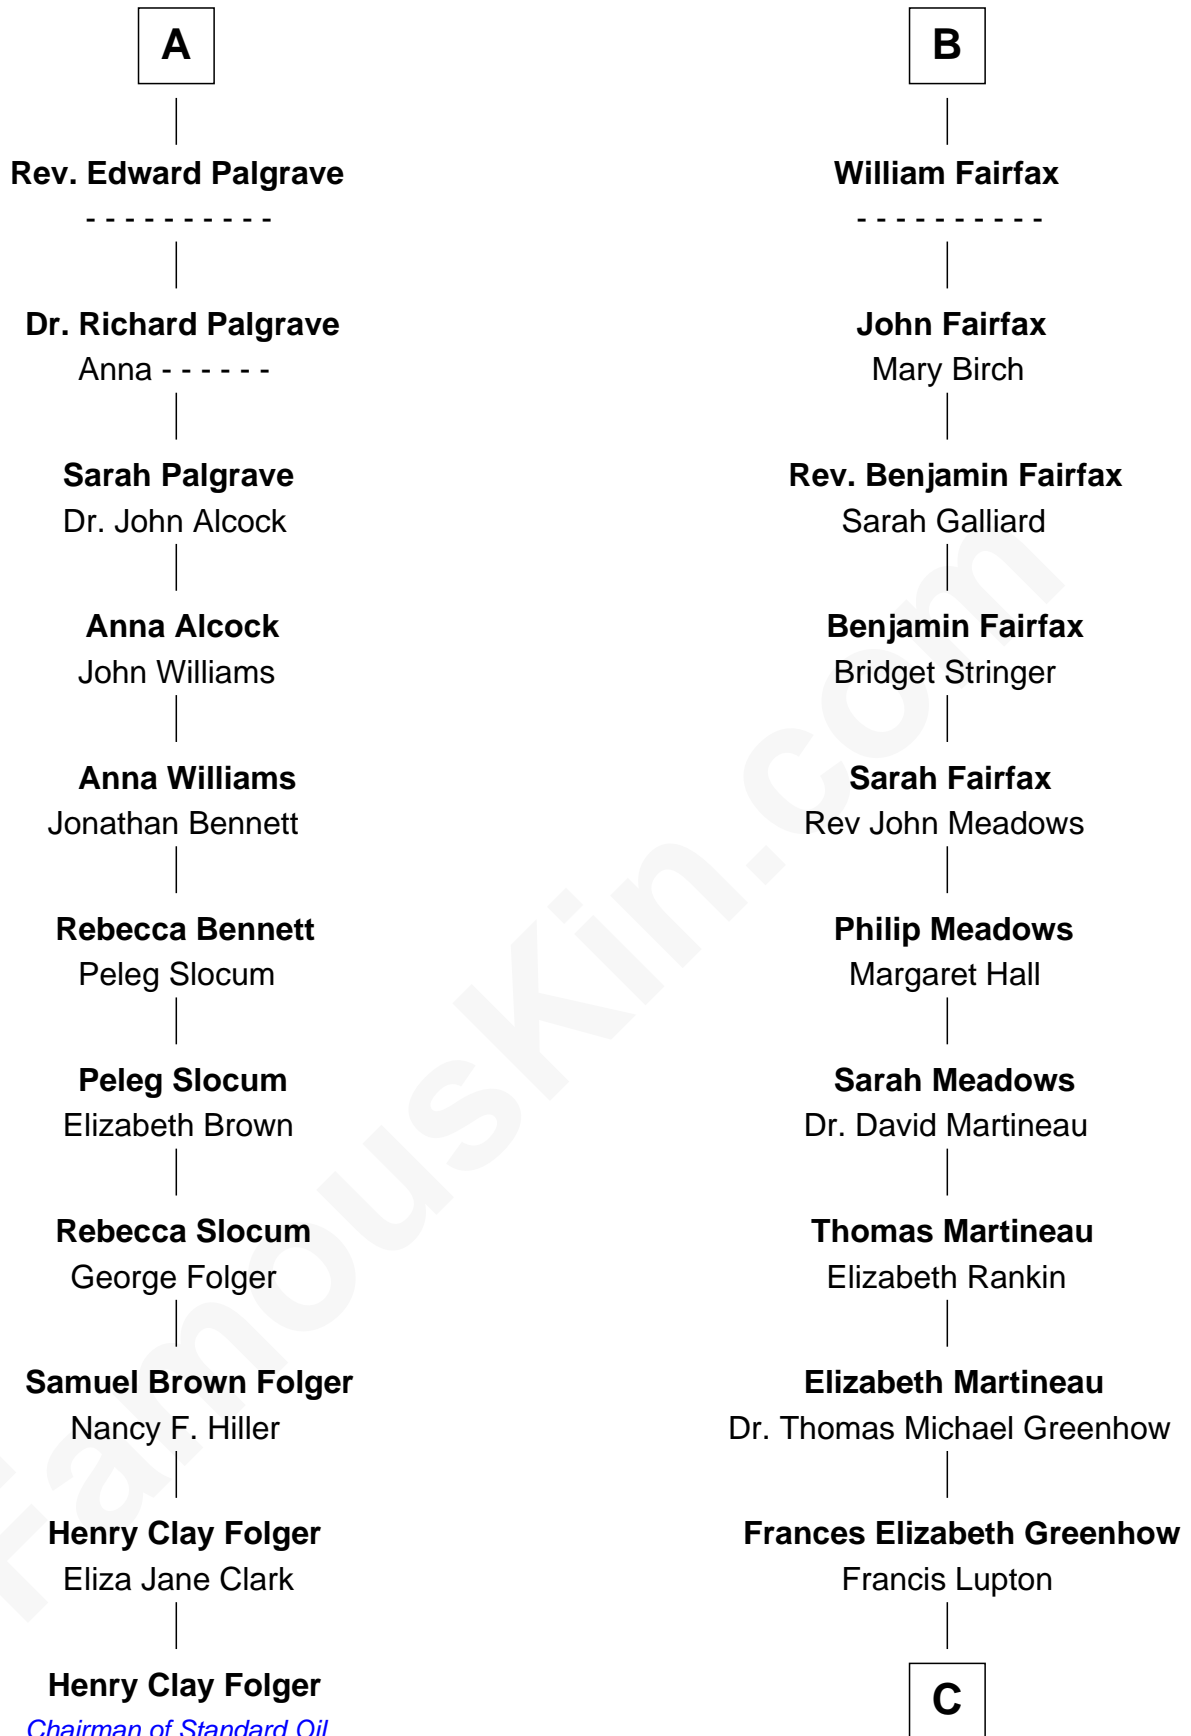 A
Rev. Edward Palgrave
- - - - - - - - - -
Dr. Richard Palgrave
Anna - - - - - -
Sarah Palgrave
Dr. John Alcock
Anna Alcock
John Williams
Anna Williams
Jonathan Bennett
Rebecca Bennett
Peleg Slocum
Peleg Slocum
Elizabeth Brown
Rebecca Slocum
George Folger
Samuel Brown Folger
Nancy F. Hiller
Henry Clay Folger
Eliza Jane Clark
Henry Clay Folger
Chairman of Standard Oil
B
William Fairfax
- - - - - - - - - -
John Fairfax
Mary Birch
Rev. Benjamin Fairfax
Sarah Galliard
Benjamin Fairfax
Bridget Stringer
Sarah Fairfax
Rev John Meadows
Philip Meadows
Margaret Hall
Sarah Meadows
Dr. David Martineau
Thomas Martineau
Elizabeth Rankin
Elizabeth Martineau
Dr. Thomas Michael Greenhow
Frances Elizabeth Greenhow
Francis Lupton
C
FamousKin.com